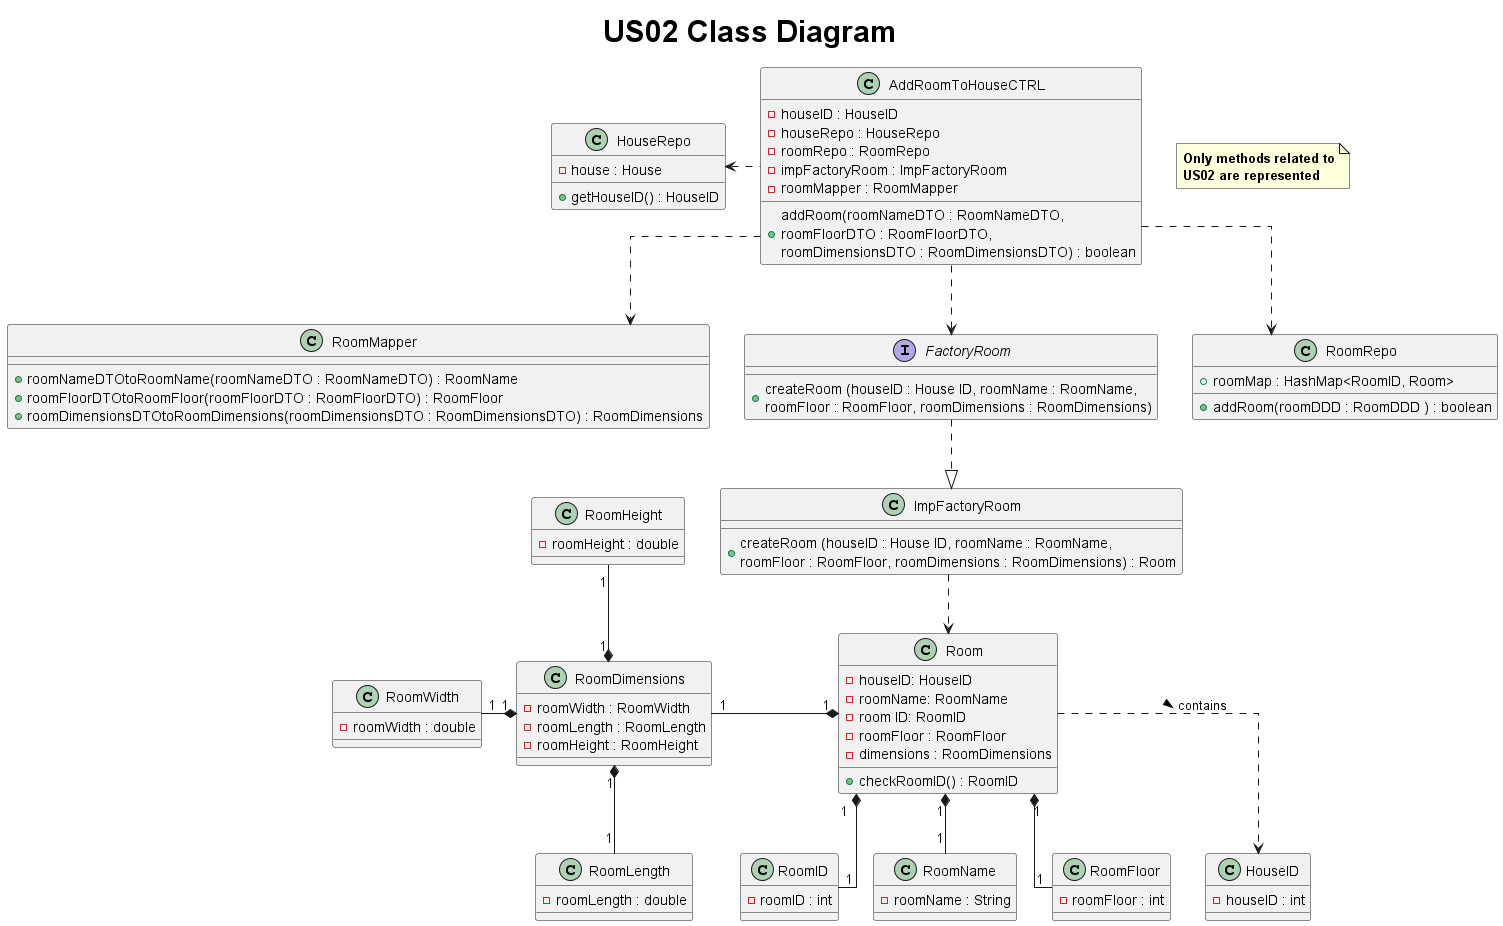 US02 Class Diagram
C AddRoomToHouseCTRL
houseID : HouseID
houseRepo : HouseRepo
roomRepo : RoomRepo
impFactoryRoom : ImpFactoryRoom
roomMapper : RoomMapper
addRoom(roomNameDTO : RoomNameDTO,
roomFloorDTO : RoomFloorDTO,
roomDimensionsDTO : RoomDimensionsDTO) : boolean
C HouseRepo
house : House
getHouseID() : HouseID
Only methods related to
US02 are represented
C RoomMapper
roomNameDTOtoRoomName(roomNameDTO : RoomNameDTO) : RoomName
roomFloorDTOtoRoomFloor(roomFloorDTO : RoomFloorDTO) : RoomFloor
roomDimensionsDTOtoRoomDimensions(roomDimensionsDTO : RoomDimensionsDTO) : RoomDimensions
I FactoryRoom
createRoom (houseID : House ID, roomName : RoomName,
roomFloor : RoomFloor, roomDimensions : RoomDimensions)
C RoomRepo
roomMap : HashMap<RoomID, Room>
addRoom(roomDDD : RoomDDD ) : boolean
C RoomHeight
roomHeight : double
C ImpFactoryRoom
createRoom (houseID : House ID, roomName : RoomName,
roomFloor : RoomFloor, roomDimensions : RoomDimensions) : Room
1
1
C RoomWidth
roomWidth : double
1 1
C RoomDimensions
roomWidth : RoomWidth
roomLength : RoomLength
roomHeight : RoomHeight
1 1
C Room
houseID: HouseID
roomName: RoomName
room ID: RoomID
roomFloor : RoomFloor
dimensions : RoomDimensions
checkRoomID() : RoomID
contains
1
1
1 1 1
1 1 1
C RoomLength
roomLength : double
C RoomID
roomID : int
C RoomName
roomName : String
C RoomFloor
roomFloor : int
C HouseID
houseID : int